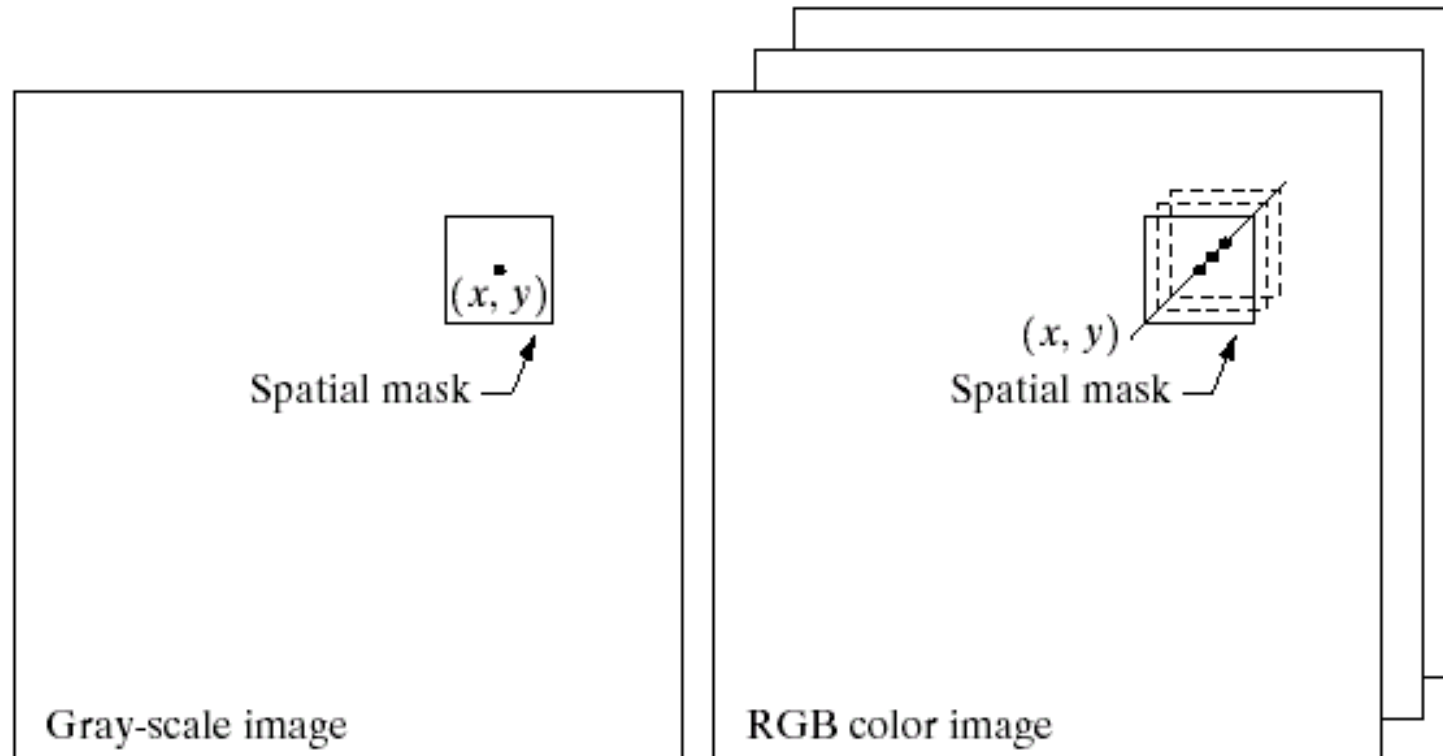 (x, y)
Spatial mask
Gray-scale image
(x, y)
Spatial mask
RGB color image